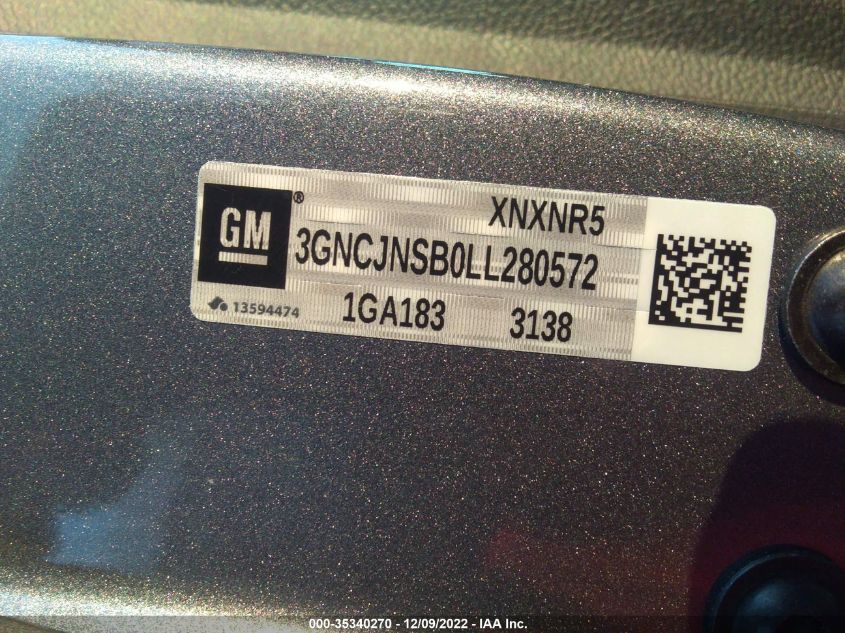 XNXNR5
GM®
3GNCJNSB0LL280572
13594474
1GA183 3138
000-35340270 - 12/09/2022 - IAA Inc.